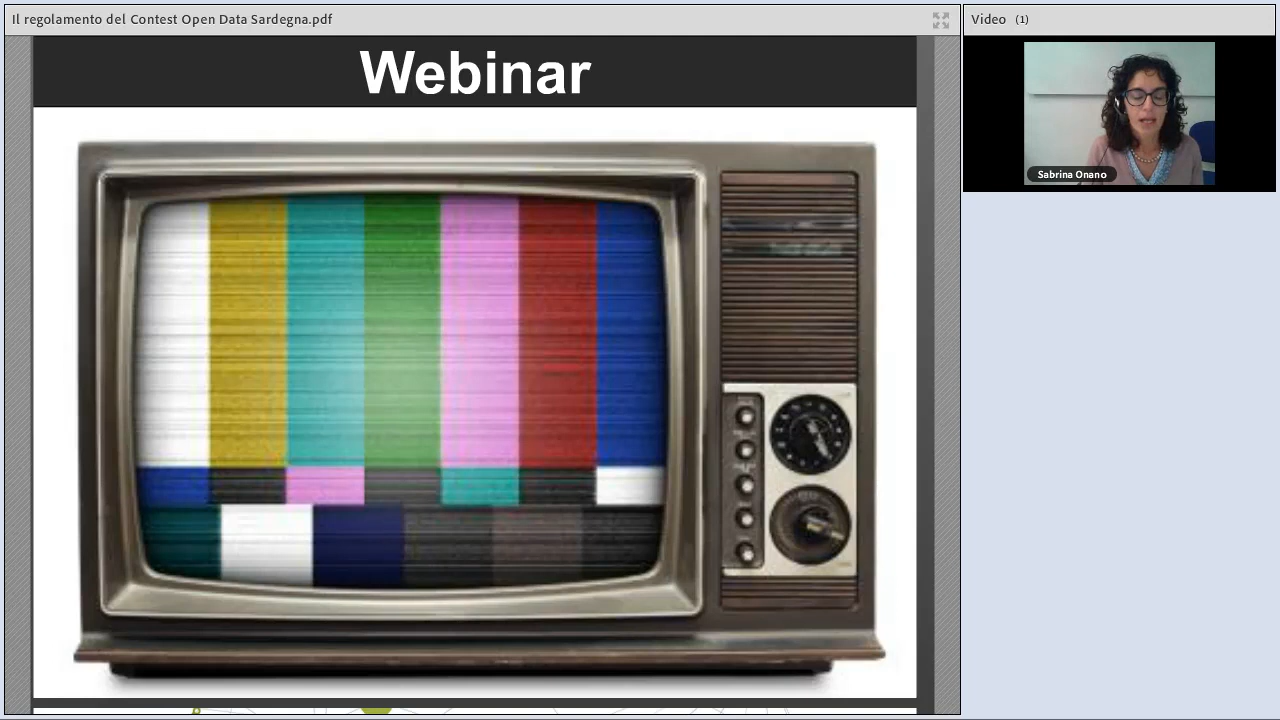 Il regolamento del Contest Open Data Sardegna.pdf
Video (1)
Webinar
Sabrina Onano